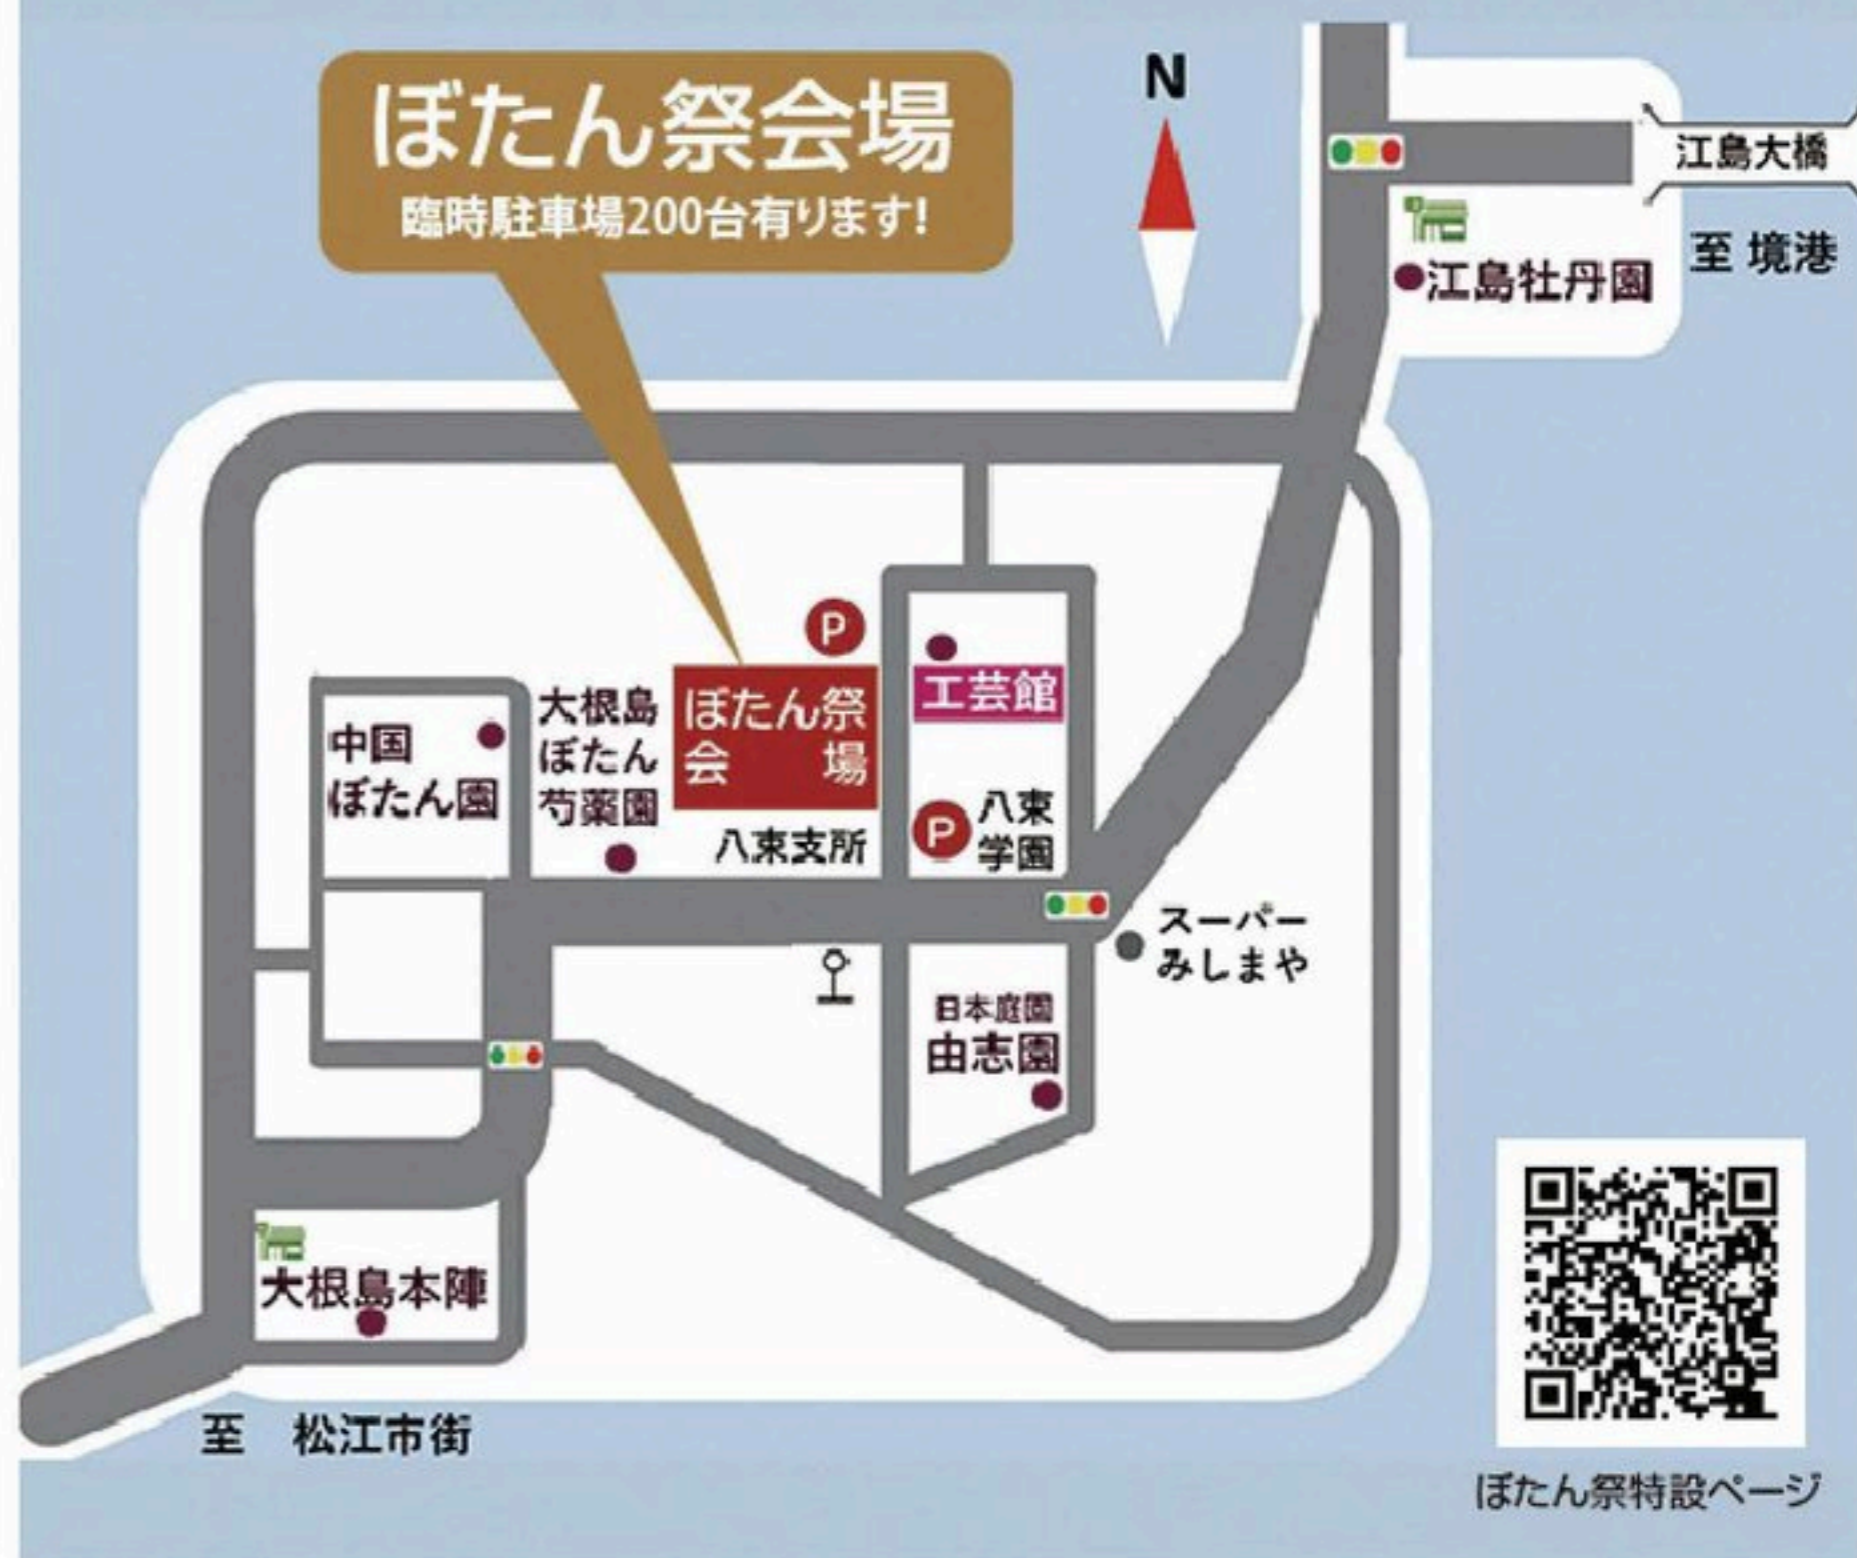 ぼたん祭会場
臨時駐車場200台有ります!
N
江島大橋
至 境港
江島牡丹園
P
大根島
ぼたん
芍薬園
ぼたん祭
会 場
工芸館
中国
ぼたん園
八束支所
P
八束
学園
スーパー
みしまや
日本庭園
由志園
大根島本陣
至 松江市街
ぼたん祭特設ページ